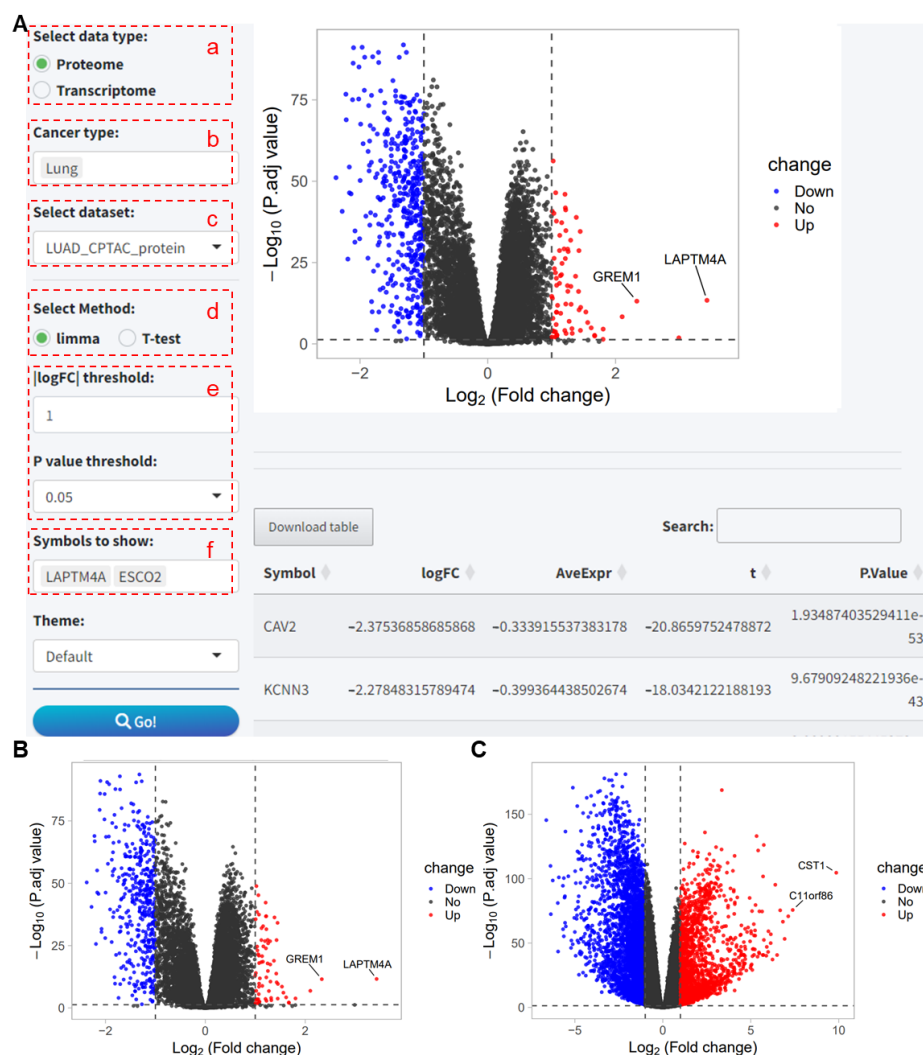 A
Select data type:
a
Proteome
Transcriptome
Cancer type:
b
Lung
Select dataset:
c
LUAD_CPTAC_protein
Select Method:
d
limma
T-test
|logFC| threshold:
e
1
P value threshold:
0.05
Symbols to show:
f
LAPTM4A ESCO2
Theme:
Default
Go!
−Log10 (P.adj value)
75
50
25
0
−2
0
2
Log2 (Fold change)
GREM1
LAPTM4A
change
Down
No
Up
Download table
Search:
Symbol logFC AveExpr t P.Value
CAV2 −2.37536858685868 −0.333915537383178 −20.8659752478872 1.93487403529411e-
53
KCNN3 −2.27848315789474 −0.399364438502674 −18.0342122188193 9.67909248221936e-
43
B
−Log10 (P.adj value)
75
50
25
0
−2
0
2
Log2 (Fold change)
GREM1
LAPTM4A
change
Down
No
Up
C
−Log10 (P.adj value)
150
100
50
0
−5
0
5
10
Log2 (Fold change)
CST1
C11orf86
change
Down
No
Up